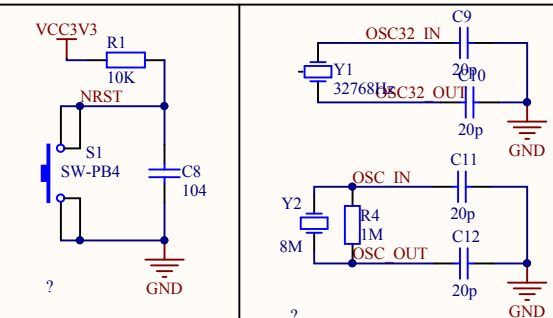 VCC3V3
R1
10K
NRST
S1
SW-PB4
C8
104
GND
?
C9
OSC32_IN
20p
Y1
32768Hz
OSC32_OUT
C10
20p
GND
C11
OSC_IN
20p
Y2
8M
R4
1M
C12
OSC_OUT
20p
GND
?